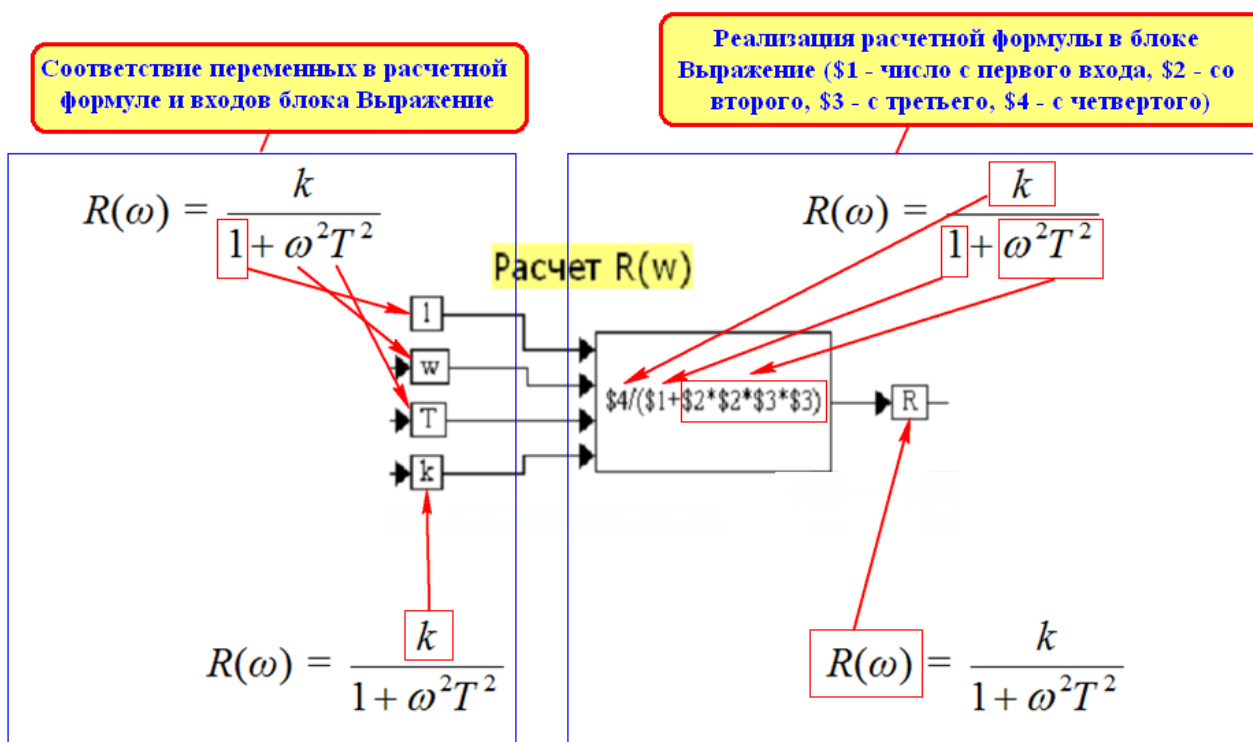 Соответствие переменных в расчетной
формуле и входов блока Выражение
Реализация расчетной формулы в блоке
Выражение ($1 - число с первого входа, $2 - со
второго, $3 - с третьего, $4 - с четвертого)
R(ω) = k / (1 + ω²T²)
R(ω) = k / (1 + ω²T²)
Расчет R(w)
1
w
T
k
$4/($1+$2*$2*$3*$3)
R
R(ω) = k / (1 + ω²T²)
R(ω) = k / (1 + ω²T²)